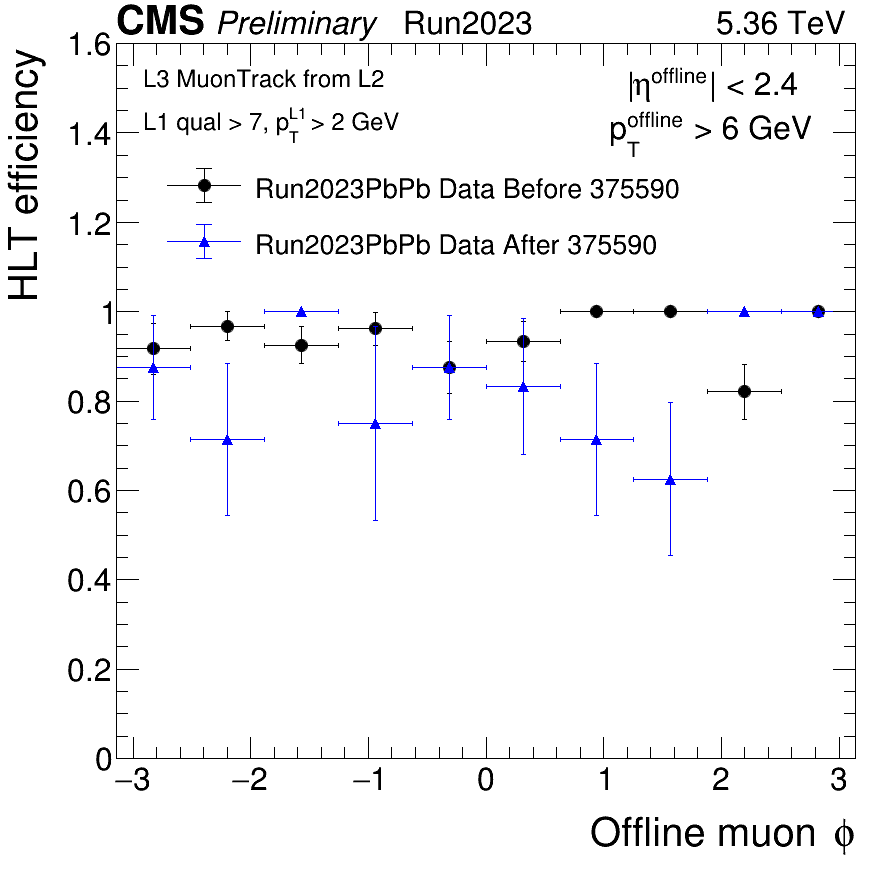 CMS Preliminary Run2023 5.36 TeV
L3 MuonTrack from L2
L1 qual > 7, p_T^L1 > 2 GeV
|η^offline| < 2.4
p_T^offline > 6 GeV
Run2023PbPb Data Before 375590
Run2023PbPb Data After 375590
HLT efficiency
1.6
1.4
1.2
1
0.8
0.6
0.4
0.2
0
−3 −2 −1 0 1 2 3
Offline muon ϕ